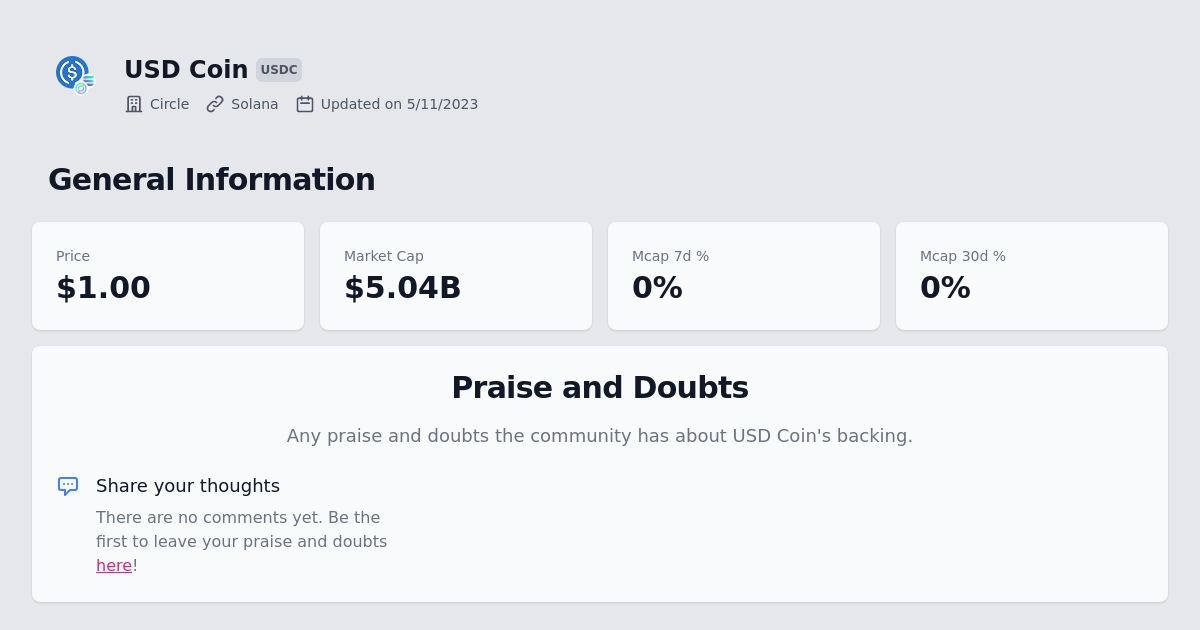 USD Coin USDC
Circle Solana Updated on 5/11/2023
General Information
Price
$1.00
Market Cap
$5.04B
Mcap 7d %
0%
Mcap 30d %
0%
Praise and Doubts
Any praise and doubts the community has about USD Coin's backing.
Share your thoughts
There are no comments yet. Be the
first to leave your praise and doubts
here!